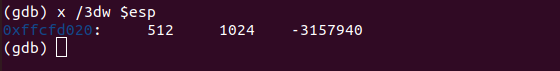 (gdb) x /3dw $esp
0xffcfd020:     512     1024    -3157940
(gdb)